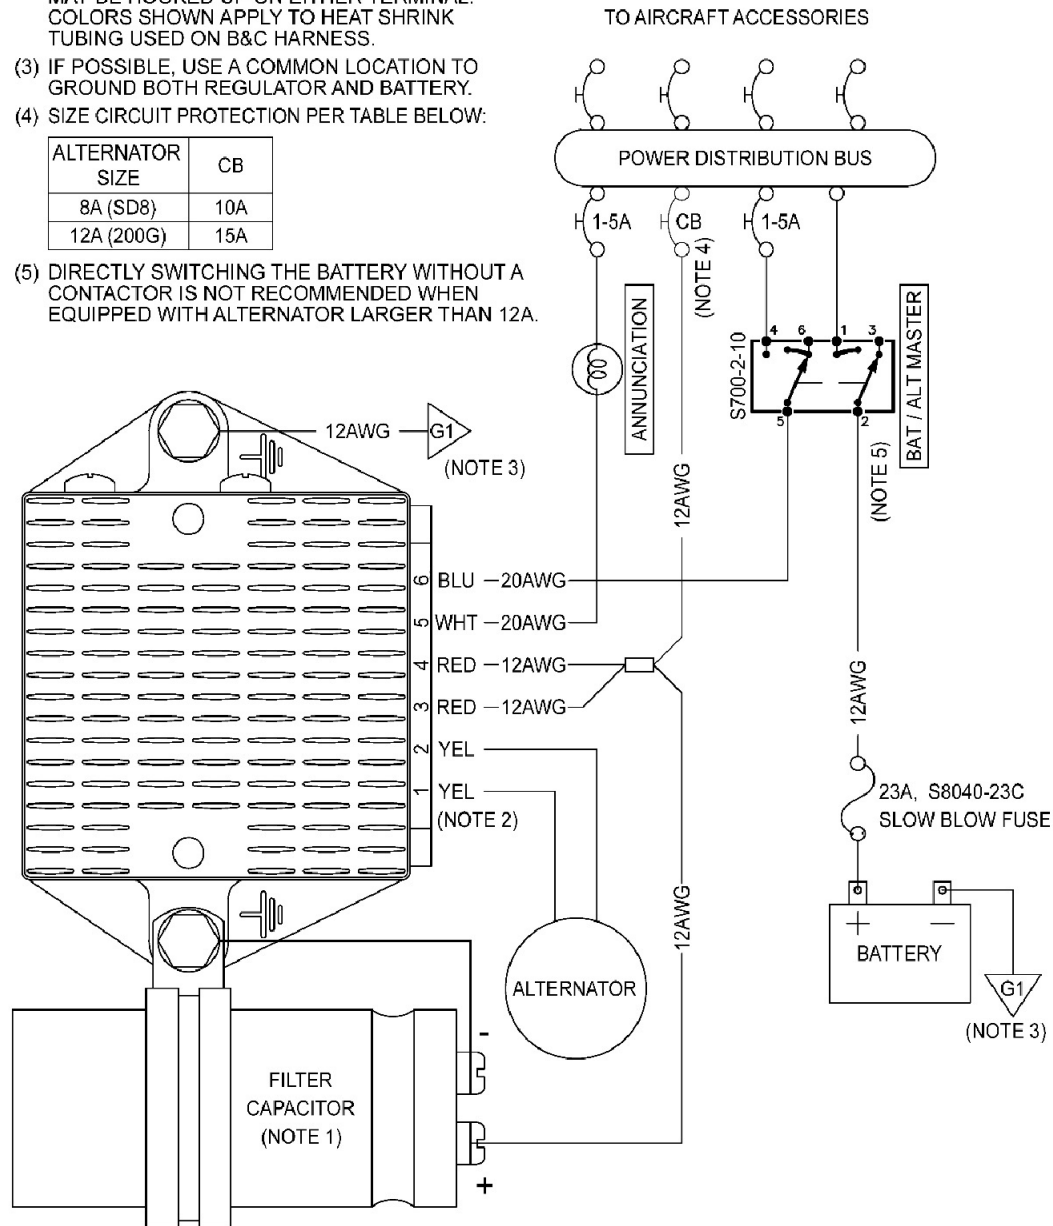 MAY BE HOOKED UP ON EITHER TERMINAL.
COLORS SHOWN APPLY TO HEAT SHRINK
TUBING USED ON B&C HARNESS.
(3) IF POSSIBLE, USE A COMMON LOCATION TO
GROUND BOTH REGULATOR AND BATTERY.
(4) SIZE CIRCUIT PROTECTION PER TABLE BELOW:
ALTERNATOR SIZE CB
8A (SD8) 10A
12A (200G) 15A
(5) DIRECTLY SWITCHING THE BATTERY WITHOUT A
CONTACTOR IS NOT RECOMMENDED WHEN
EQUIPPED WITH ALTERNATOR LARGER THAN 12A.
TO AIRCRAFT ACCESSORIES
POWER DISTRIBUTION BUS
1-5A
CB
(NOTE 4)
1-5A
ANNUNCIATION
S700-2-10
4 6 1 3
5 2
BAT / ALT MASTER
(NOTE 5)
12AWG
G1
(NOTE 3)
12AWG
6 BLU 20AWG
5 WHT 20AWG
4 RED 12AWG
3 RED 12AWG
2 YEL
1 YEL
(NOTE 2)
12AWG
23A, S8040-23C
SLOW BLOW FUSE
12AWG
ALTERNATOR
+ −
BATTERY
G1
(NOTE 3)
-
FILTER
CAPACITOR
(NOTE 1)
+